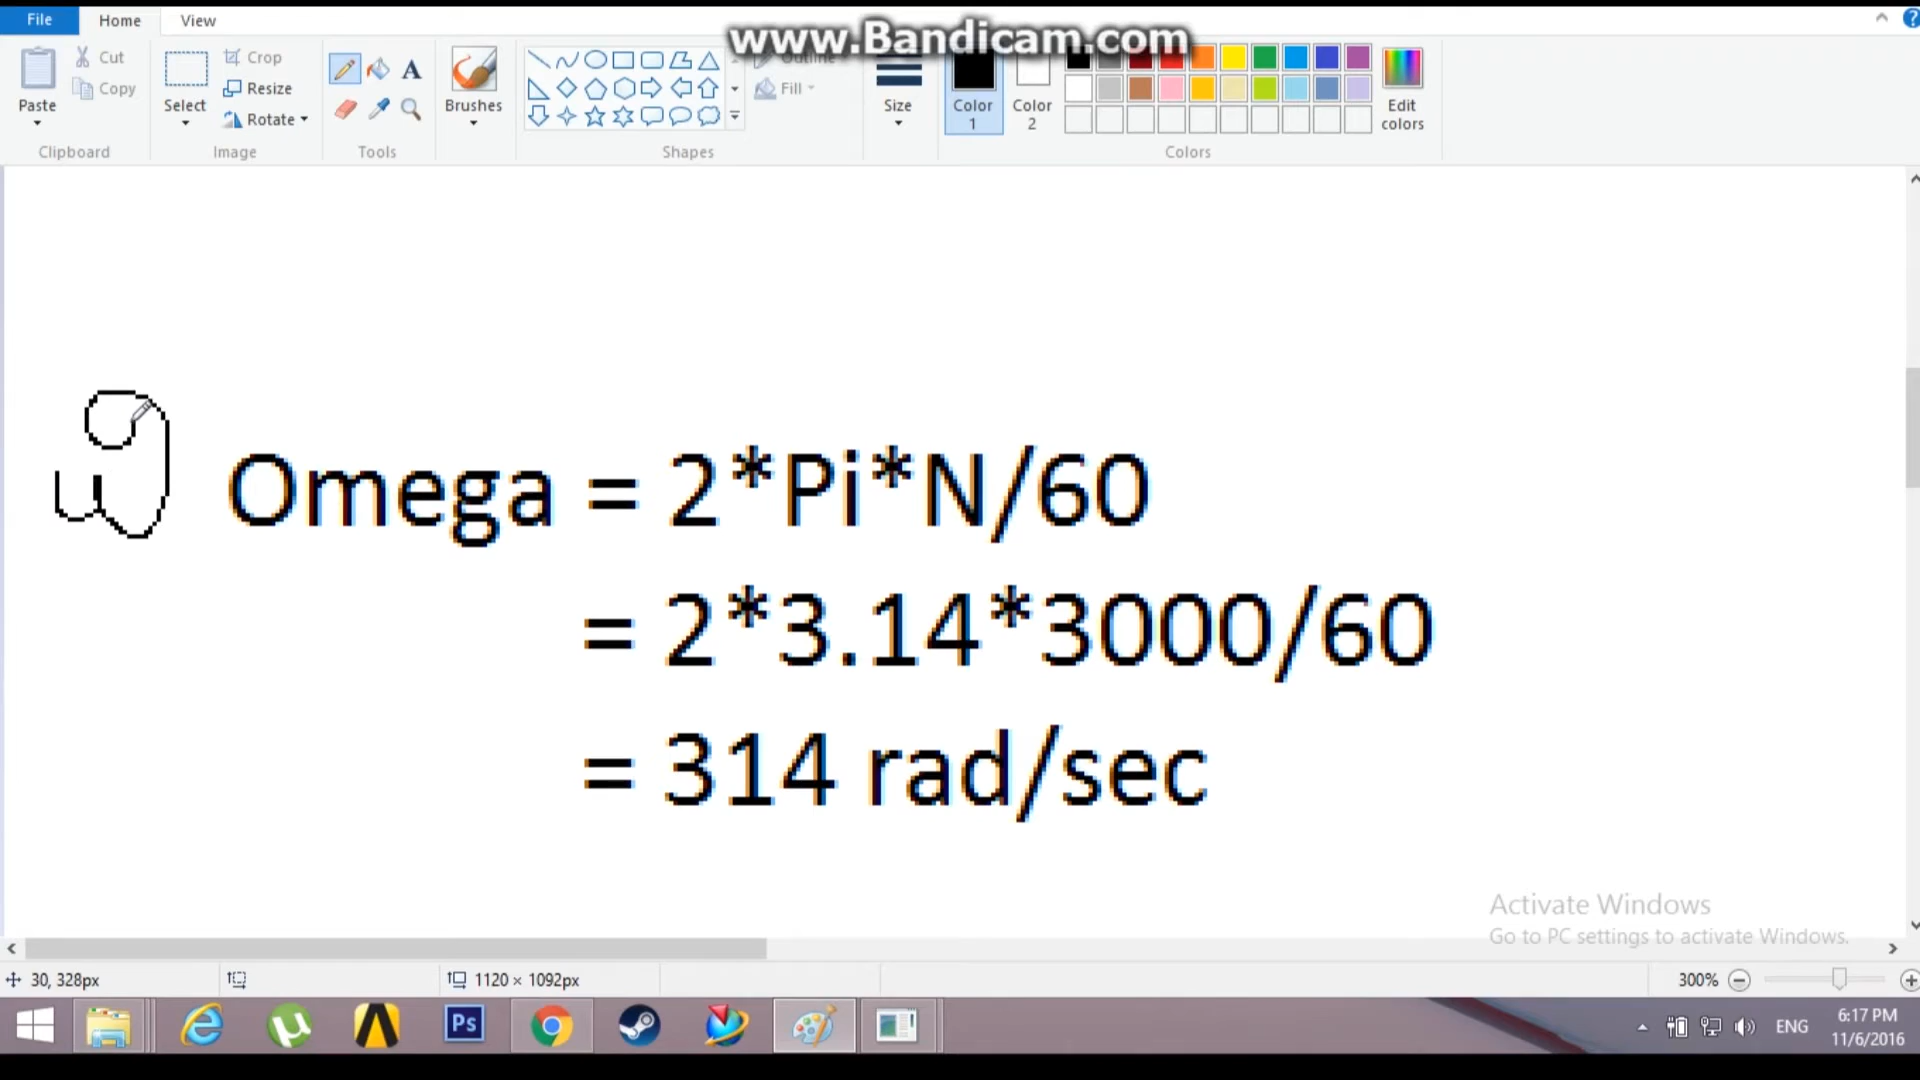 File Home View
www.Bandicam.com
Cut
Copy
Paste
Clipboard
Crop
Resize
Rotate
Select
Image
Tools
Brushes
Outline
Fill
Shapes
Size
Color 1
Color 2
Edit colors
Colors
ω Omega = 2*Pi*N/60
= 2*3.14*3000/60
= 314 rad/sec
Activate Windows
Go to PC settings to activate Windows.
30, 328px 1120 × 1092px 300%
Ps ENG 6:17 PM
11/6/2016